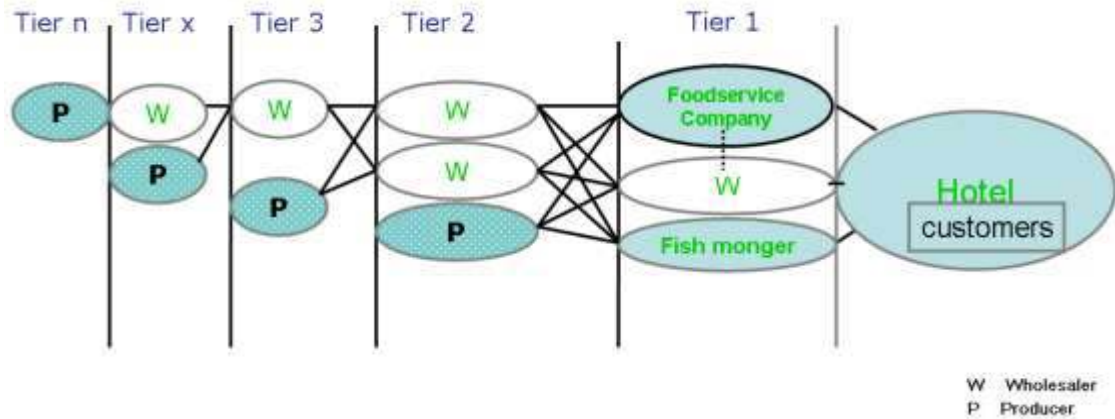 Tier n Tier x Tier 3 Tier 2 Tier 1
P W W W Foodservice
Company
P P W W Hotel
customers
P Fish monger
W Wholesaler
P Producer